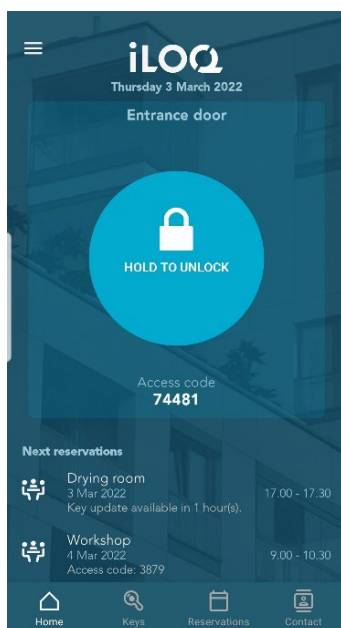 iLOQ
Thursday 3 March 2022
Entrance door
HOLD TO UNLOCK
Access code
74481
Next reservations
Drying room
3 Mar 2022 17.00 - 17.30
Key update available in 1 hour(s).
Workshop
4 Mar 2022 9.00 - 10.30
Access code: 3879
Home Keys Reservations Contact